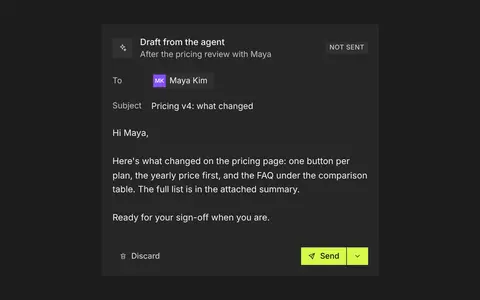 Draft from the agent
After the pricing review with Maya
NOT SENT
To
MK Maya Kim
Subject Pricing v4: what changed
Hi Maya,
Here's what changed on the pricing page: one button per
plan, the yearly price first, and the FAQ under the comparison
table. The full list is in the attached summary.
Ready for your sign-off when you are.
Discard
Send